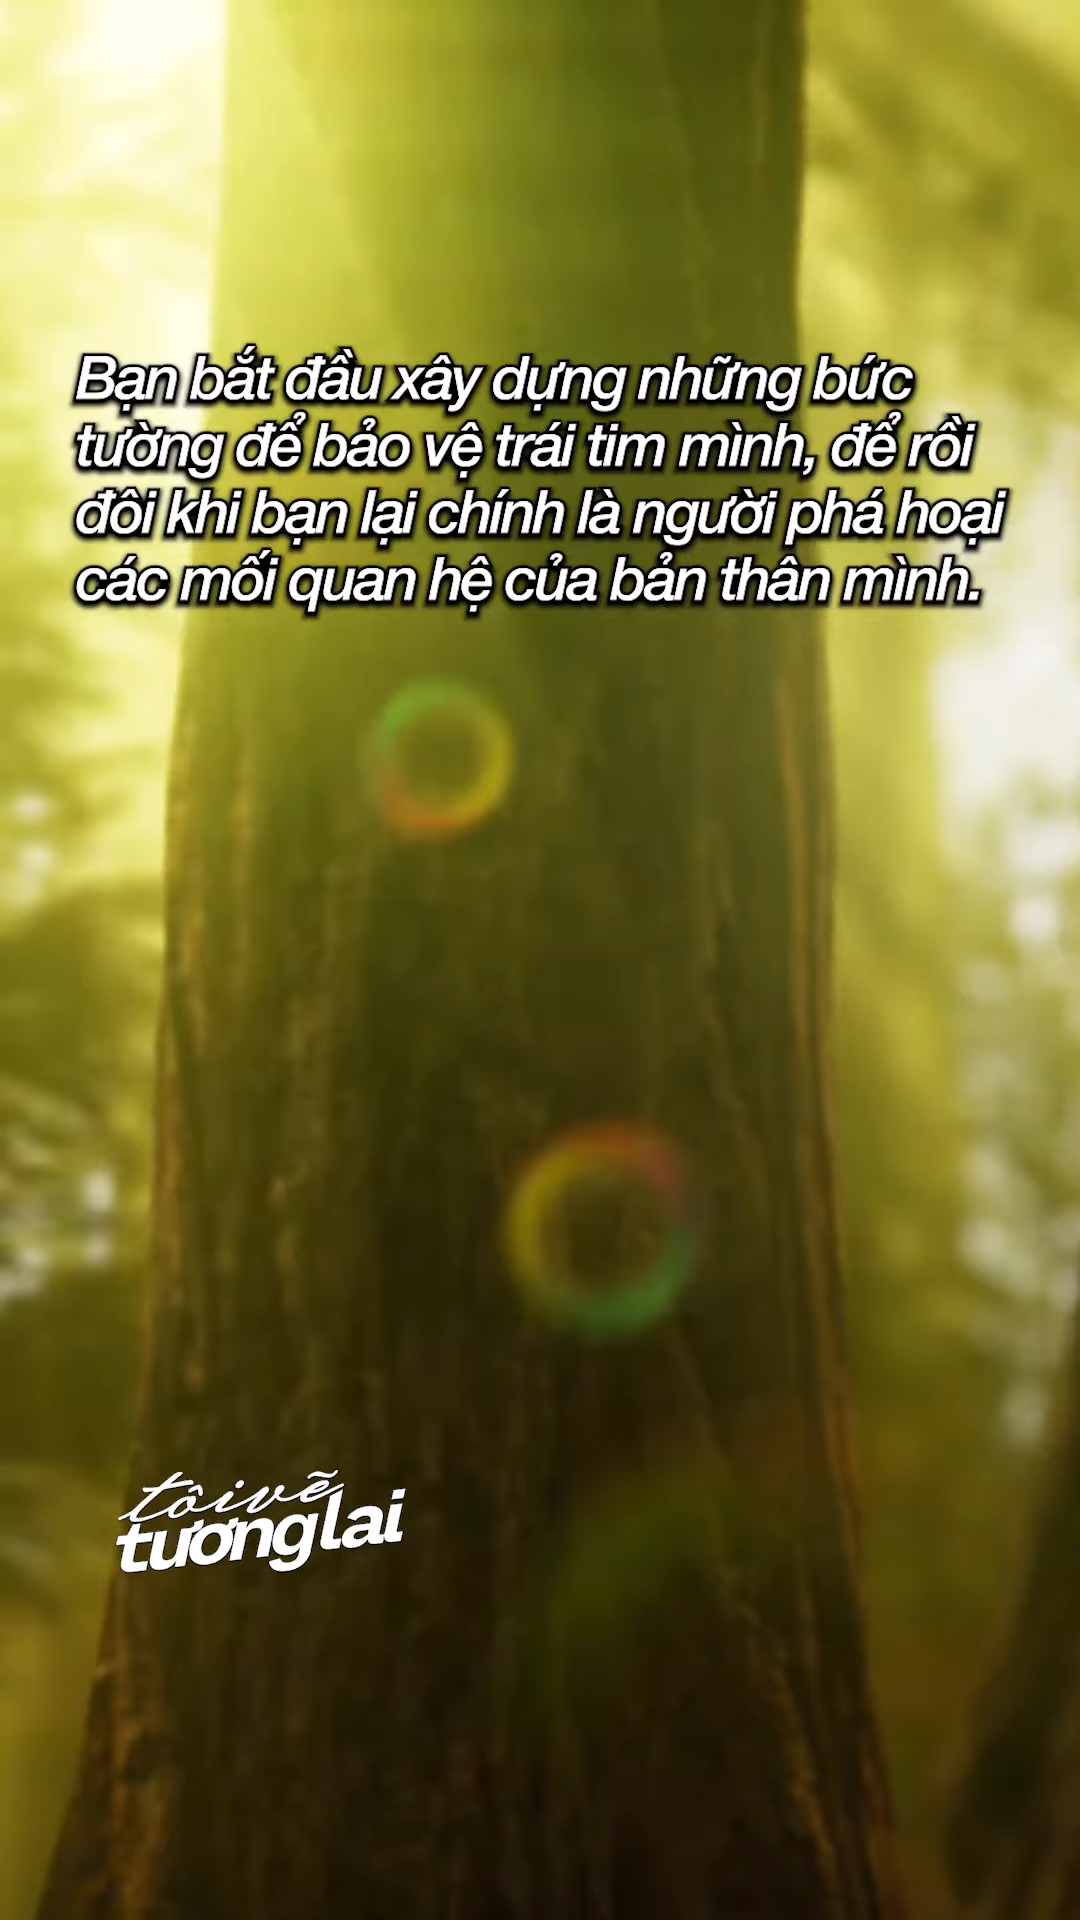 Bạn bắt đầu xây dựng những bức
tường để bảo vệ trái tim mình, để rồi
đôi khi bạn lại chính là người phá hoại
các mối quan hệ của bản thân mình.
tôi vẽ
tương lai